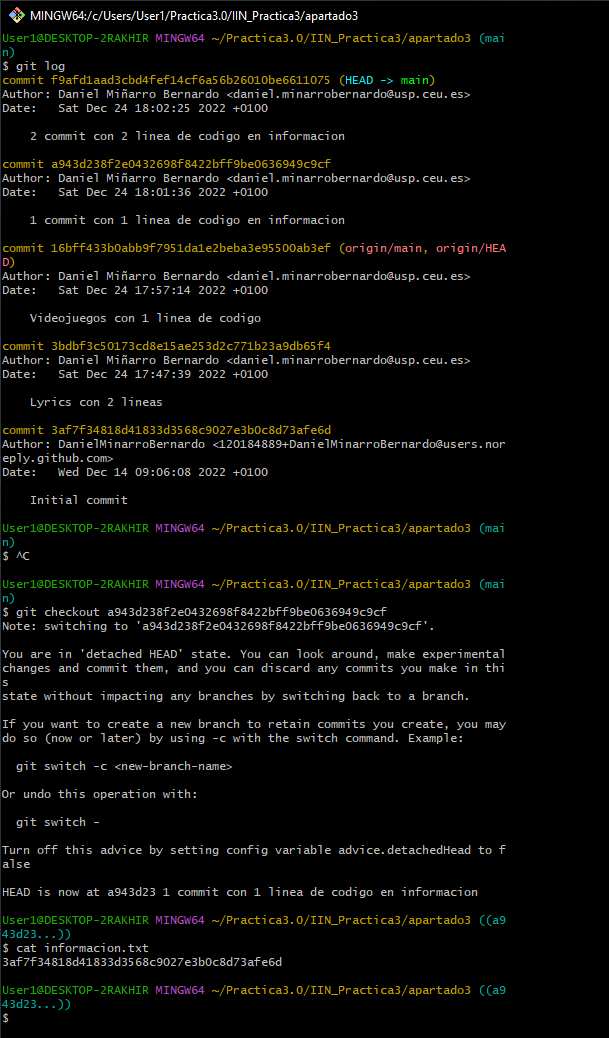 MINGW64:/c/Users/User1/Practica3.0/IIN_Practica3/apartado3
User1@DESKTOP-2RAKHIR MINGW64 ~/Practica3.0/IIN_Practica3/apartado3 (mai
n)
$ git log
commit f9afd1aad3cbd4fef14cf6a56b26010be6611075 (HEAD -> main)
Author: Daniel Miñarro Bernardo <daniel.minarrobernardo@usp.ceu.es>
Date:   Sat Dec 24 18:02:25 2022 +0100

    2 commit con 2 linea de codigo en informacion

commit a943d238f2e0432698f8422bff9be0636949c9cf
Author: Daniel Miñarro Bernardo <daniel.minarrobernardo@usp.ceu.es>
Date:   Sat Dec 24 18:01:36 2022 +0100

    1 commit con 1 linea de codigo en informacion

commit 16bff433b0abb9f7951da1e2beba3e95500ab3ef (origin/main, origin/HEA
D)
Author: Daniel Miñarro Bernardo <daniel.minarrobernardo@usp.ceu.es>
Date:   Sat Dec 24 17:57:14 2022 +0100

    Videojuegos con 1 linea de codigo

commit 3bdbf3c50173cd8e15ae253d2c771b23a9db65f4
Author: Daniel Miñarro Bernardo <daniel.minarrobernardo@usp.ceu.es>
Date:   Sat Dec 24 17:47:39 2022 +0100

    Lyrics con 2 lineas

commit 3af7f34818d41833d3568c9027e3b0c8d73afe6d
Author: DanielMinarroBernardo <120184889+DanielMinarroBernardo@users.nor
eply.github.com>
Date:   Wed Dec 14 09:06:08 2022 +0100

    Initial commit

User1@DESKTOP-2RAKHIR MINGW64 ~/Practica3.0/IIN_Practica3/apartado3 (mai
n)
$ ^C

User1@DESKTOP-2RAKHIR MINGW64 ~/Practica3.0/IIN_Practica3/apartado3 (mai
n)
$ git checkout a943d238f2e0432698f8422bff9be0636949c9cf
Note: switching to 'a943d238f2e0432698f8422bff9be0636949c9cf'.

You are in 'detached HEAD' state. You can look around, make experimental
changes and commit them, and you can discard any commits you make in thi
s
state without impacting any branches by switching back to a branch.

If you want to create a new branch to retain commits you create, you may
do so (now or later) by using -c with the switch command. Example:

  git switch -c <new-branch-name>

Or undo this operation with:

  git switch -

Turn off this advice by setting config variable advice.detachedHead to f
alse

HEAD is now at a943d23 1 commit con 1 linea de codigo en informacion

User1@DESKTOP-2RAKHIR MINGW64 ~/Practica3.0/IIN_Practica3/apartado3 ((a9
43d23...))
$ cat informacion.txt
3af7f34818d41833d3568c9027e3b0c8d73afe6d

User1@DESKTOP-2RAKHIR MINGW64 ~/Practica3.0/IIN_Practica3/apartado3 ((a9
43d23...))
$